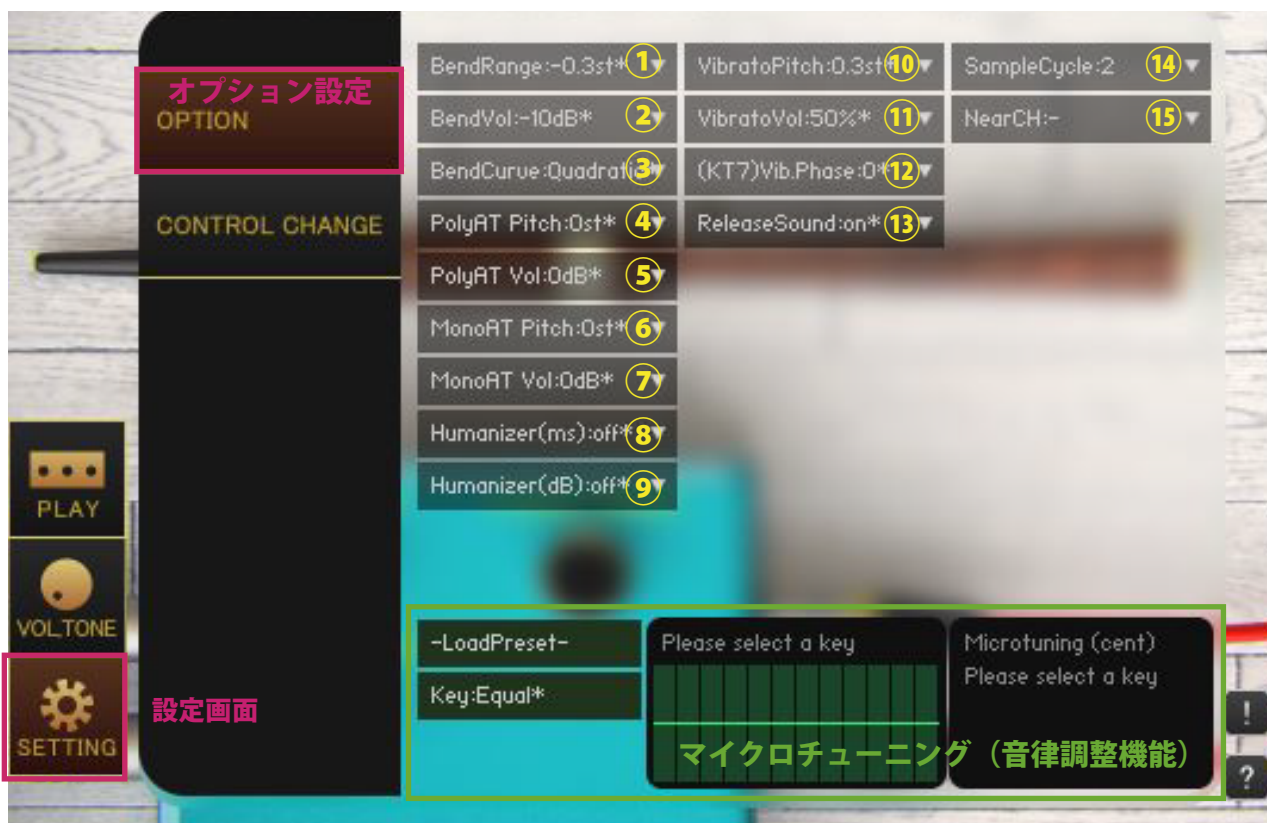 オプション設定
OPTION
CONTROL CHANGE
BendRange:-0.3st* ① ▼
BendVol:-10dB* ② ▼
BendCurve:Quadratic* ③ ▼
PolyAT Pitch:0st* ④ ▼
PolyAT Vol:0dB* ⑤ ▼
MonoAT Pitch:0st* ⑥ ▼
MonoAT Vol:0dB* ⑦ ▼
Humanizer(ms):off* ⑧ ▼
Humanizer(dB):off* ⑨ ▼
VibratoPitch:0.3st* ⑩ ▼
VibratoVol:50%* ⑪ ▼
(KT7)Vib.Phase:0* ⑫ ▼
ReleaseSound:on* ⑬ ▼
SampleCycle:2 ⑭ ▼
NearCH:- ⑮ ▼
PLAY
VOL.TONE
SETTING
設定画面
-LoadPreset-
Key:Equal*
Please select a key
Microtuning (cent)
Please select a key
マイクロチューニング（音律調整機能）
!
?